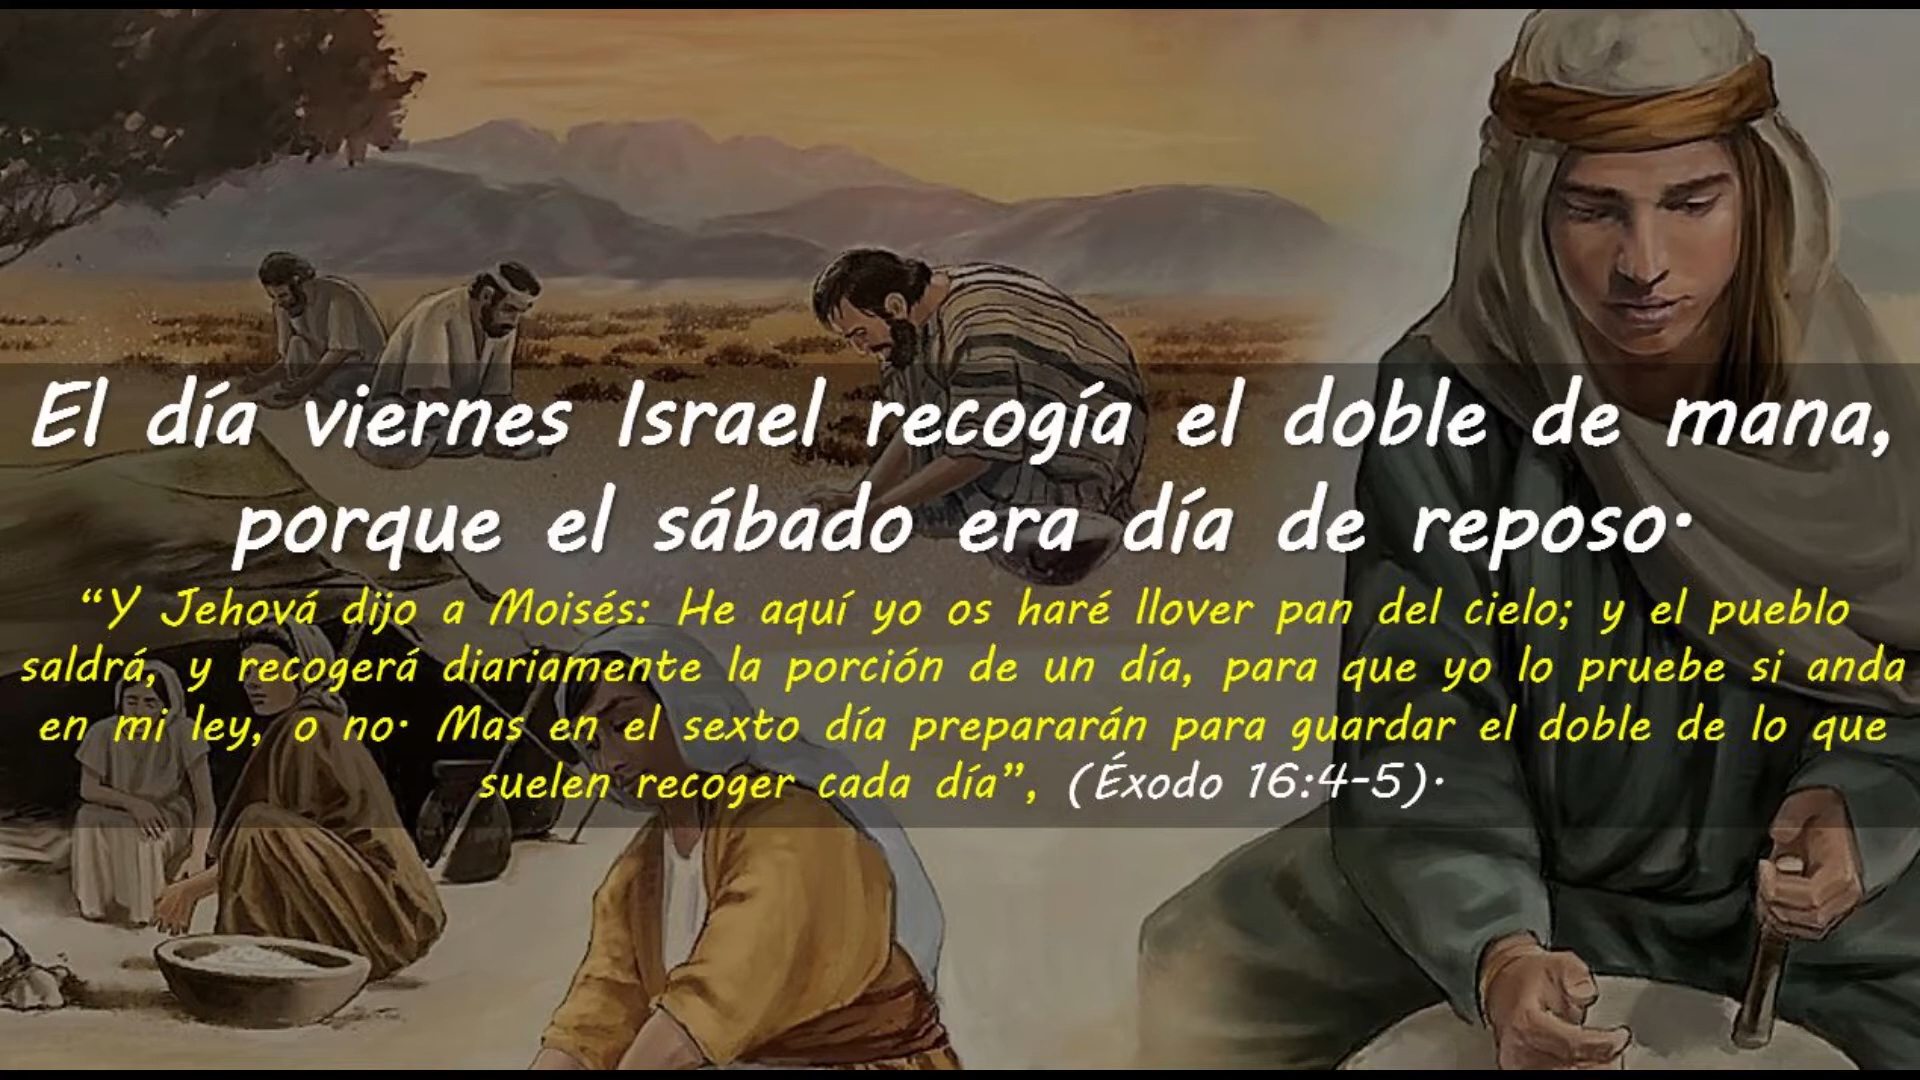 El día viernes Israel recogía el doble de mana,
porque el sábado era día de reposo.
“Y Jehová dijo a Moisés: He aquí yo os haré llover pan del cielo; y el pueblo
saldrá, y recogerá diariamente la porción de un día, para que yo lo pruebe si anda
en mi ley, o no. Mas en el sexto día prepararán para guardar el doble de lo que
suelen recoger cada día”, (Éxodo 16:4-5).